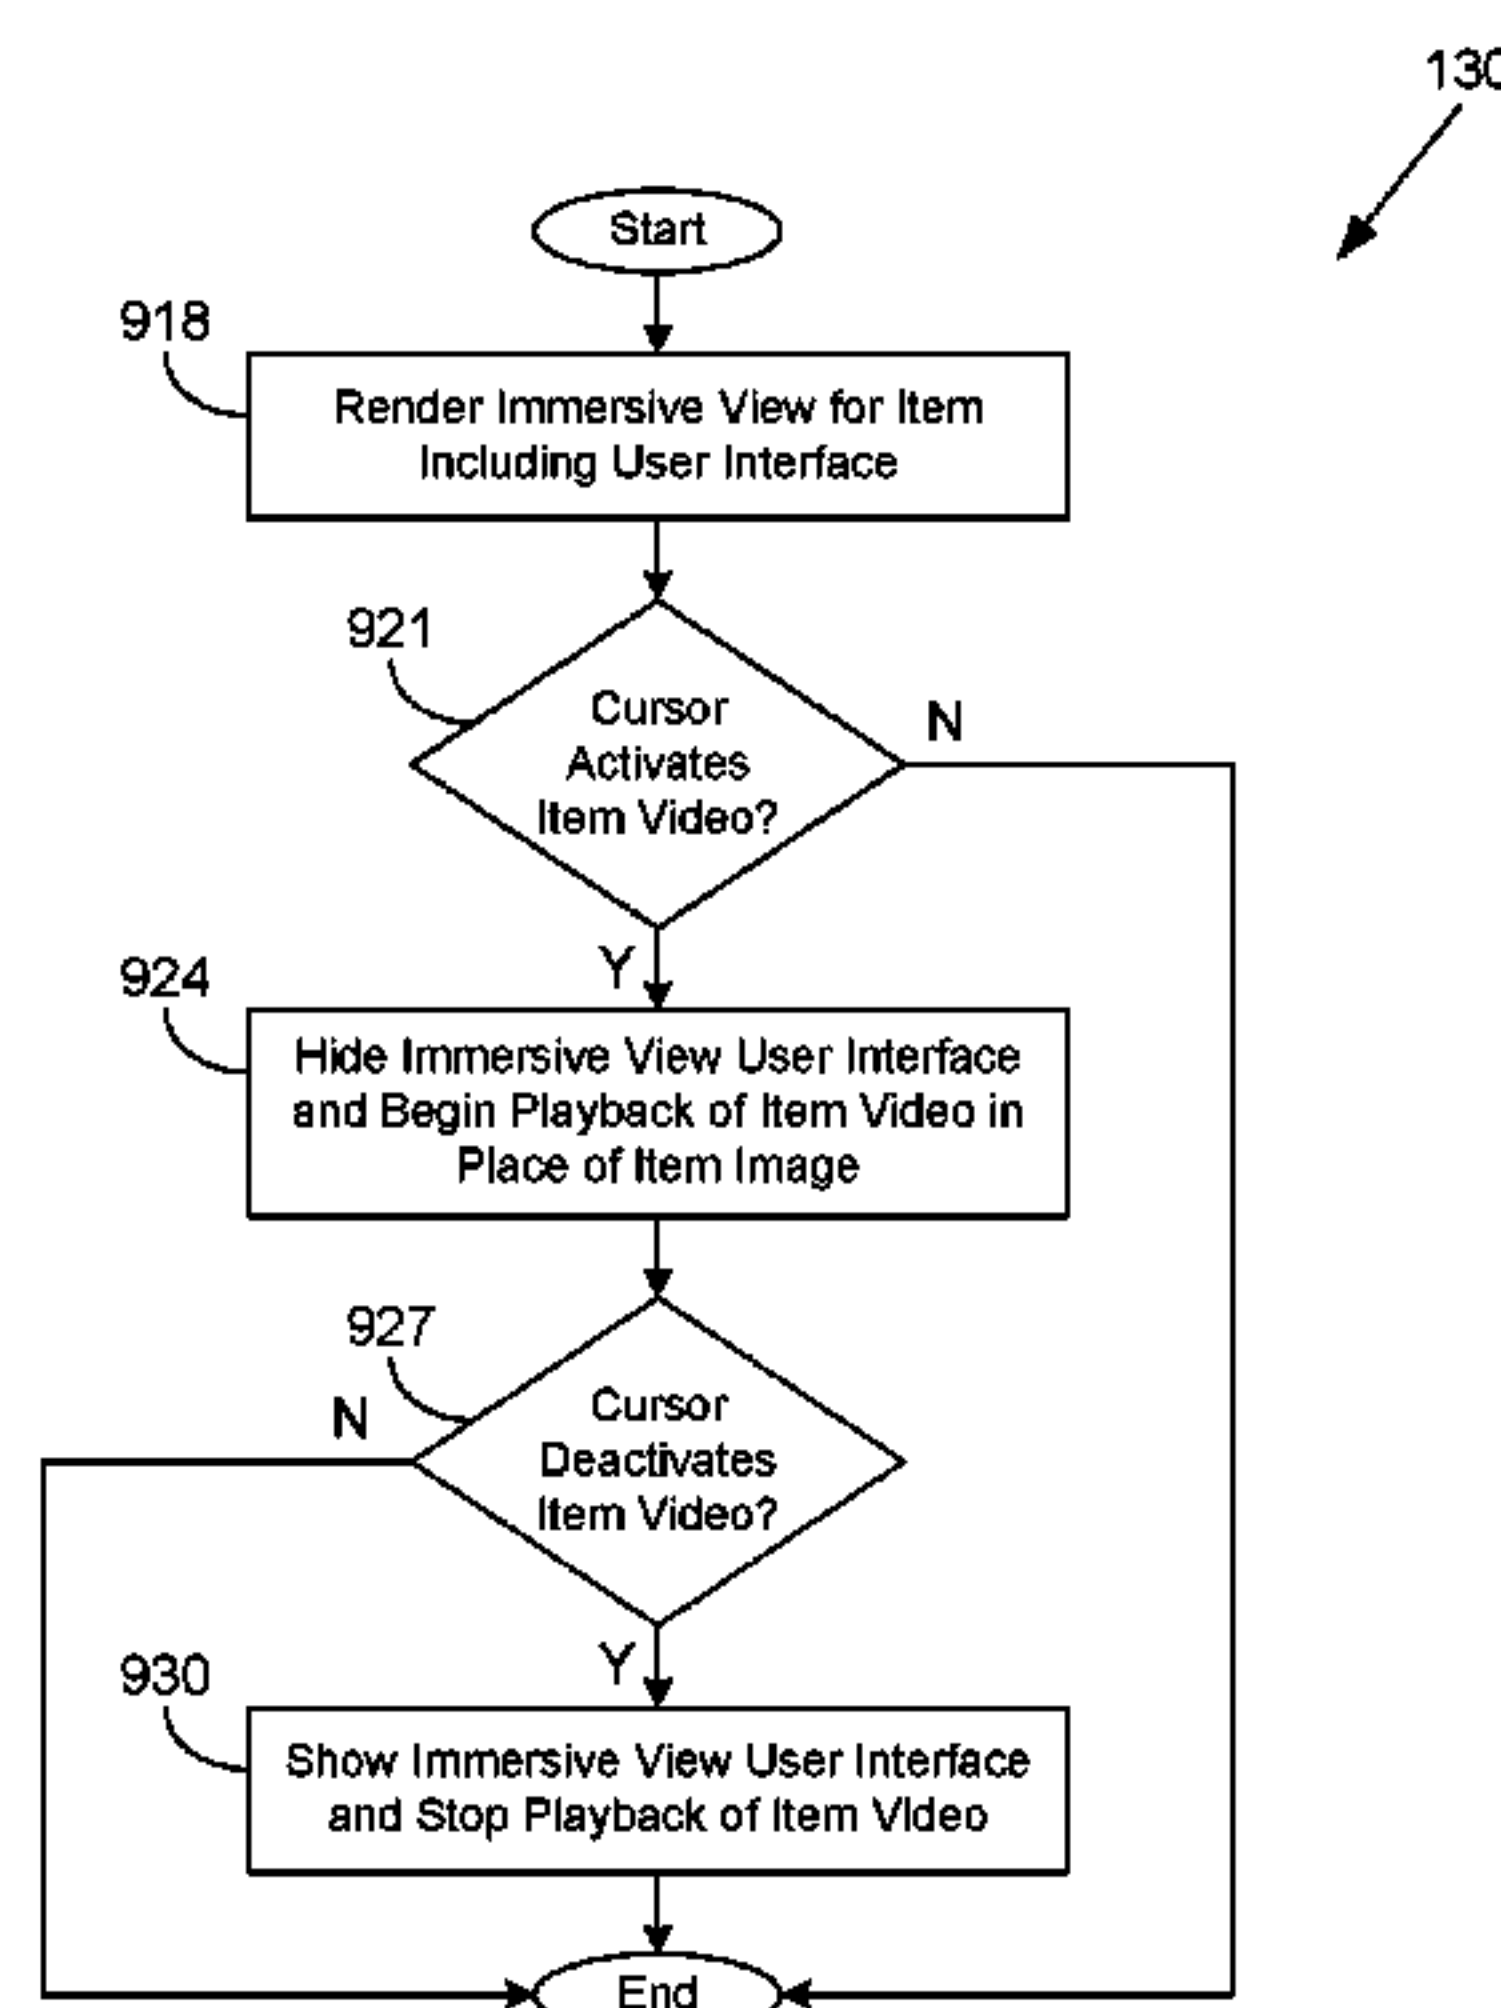 130
Start
918
Render Immersive View for Item
Including User Interface
921
Cursor
Activates
Item Video?
N
Y
924
Hide Immersive View User Interface
and Begin Playback of Item Video in
Place of Item Image
927
Cursor
Deactivates
Item Video?
N
Y
930
Show Immersive View User Interface
and Stop Playback of Item Video
End